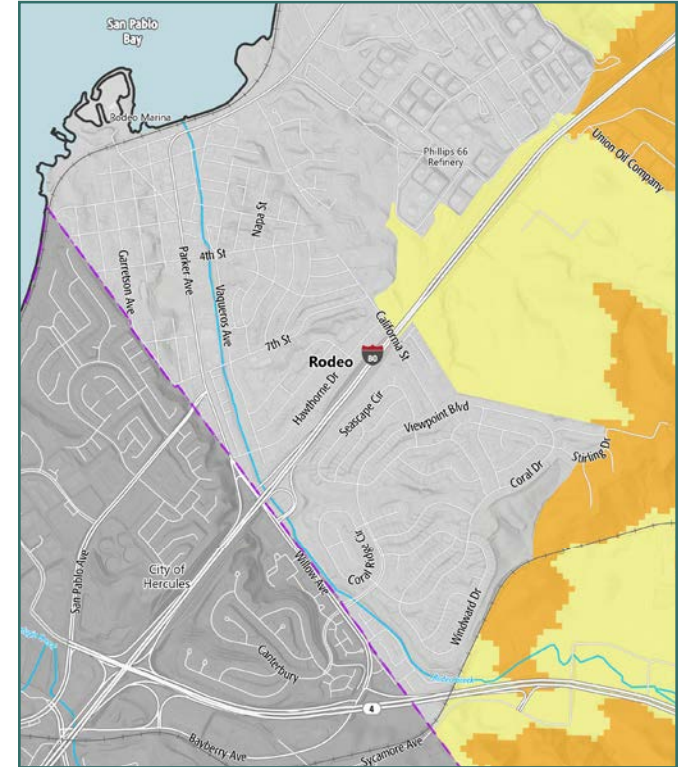 San Pablo
Bay
Rodeo Marina
Phillips 66
Refinery
Union Oil Company
Napa St
4th St
Garretson Ave
Parker Ave
Vaqueros Ave
7th St
California St
Rodeo
80
Hawthorne Dr
Seascape Cir
Viewpoint Blvd
Stirling Dr
Coral Dr
Coral Ridge Cir
Willow Ave
City of
Hercules
San Pablo Ave
Windward Dr
Canterbury
4
Bayberry Ave
Sycamore Ave